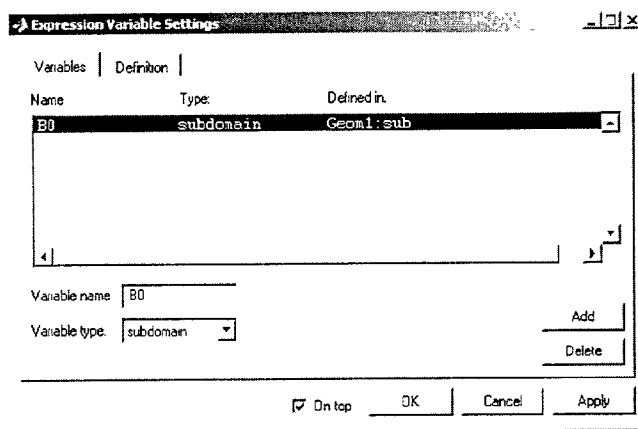 Expression Variable Settings
Variables Definition
Name Type: Defined in.
B0 subdomain Geom1:sub
Variable name B0
Variable type. subdomain
Add
Delete
On top OK Cancel Apply